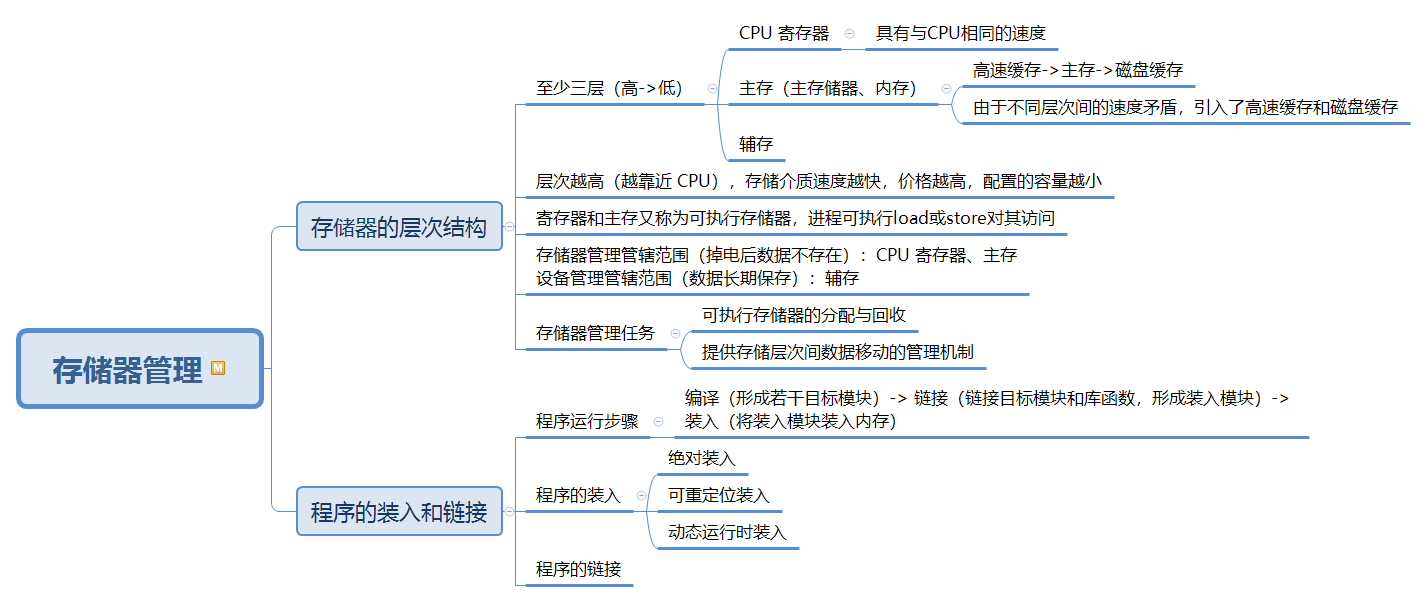 存储器管理
M
存储器的层次结构
至少三层（高->低）
CPU 寄存器
具有与CPU相同的速度
主存（主存储器、内存）
高速缓存->主存->磁盘缓存
由于不同层次间的速度矛盾，引入了高速缓存和磁盘缓存
辅存
层次越高（越靠近 CPU），存储介质速度越快，价格越高，配置的容量越小
寄存器和主存又称为可执行存储器，进程可执行load或store对其访问
存储器管理管辖范围（掉电后数据不存在）：CPU 寄存器、主存
设备管理管辖范围（数据长期保存）：辅存
存储器管理任务
可执行存储器的分配与回收
提供存储层次间数据移动的管理机制
程序的装入和链接
程序运行步骤
编译（形成若干目标模块）-> 链接（链接目标模块和库函数，形成装入模块）->
装入（将装入模块装入内存）
程序的装入
绝对装入
可重定位装入
动态运行时装入
程序的链接